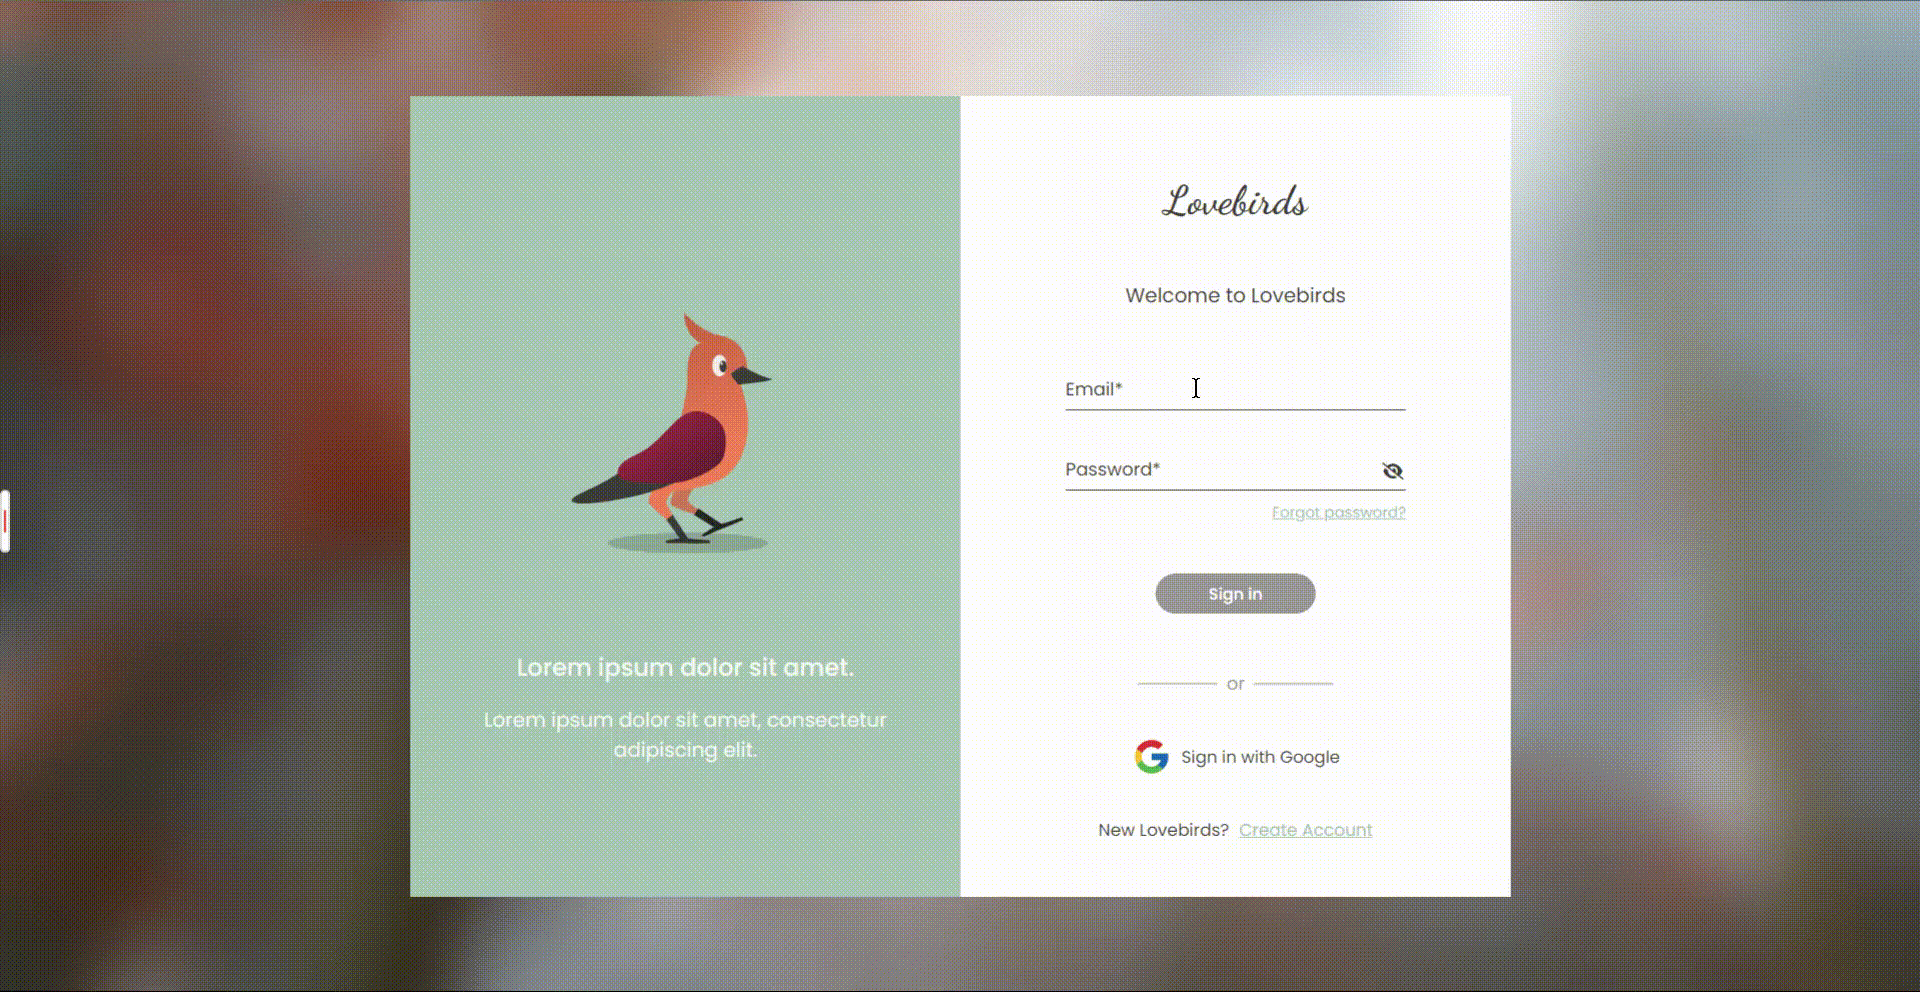 Lovebirds
Welcome to Lovebirds
Email*
Password*
Forgot password?
Sign in
or
Sign in with Google
New Lovebirds? Create Account
Lorem ipsum dolor sit amet.
Lorem ipsum dolor sit amet, consectetur
adipiscing elit.